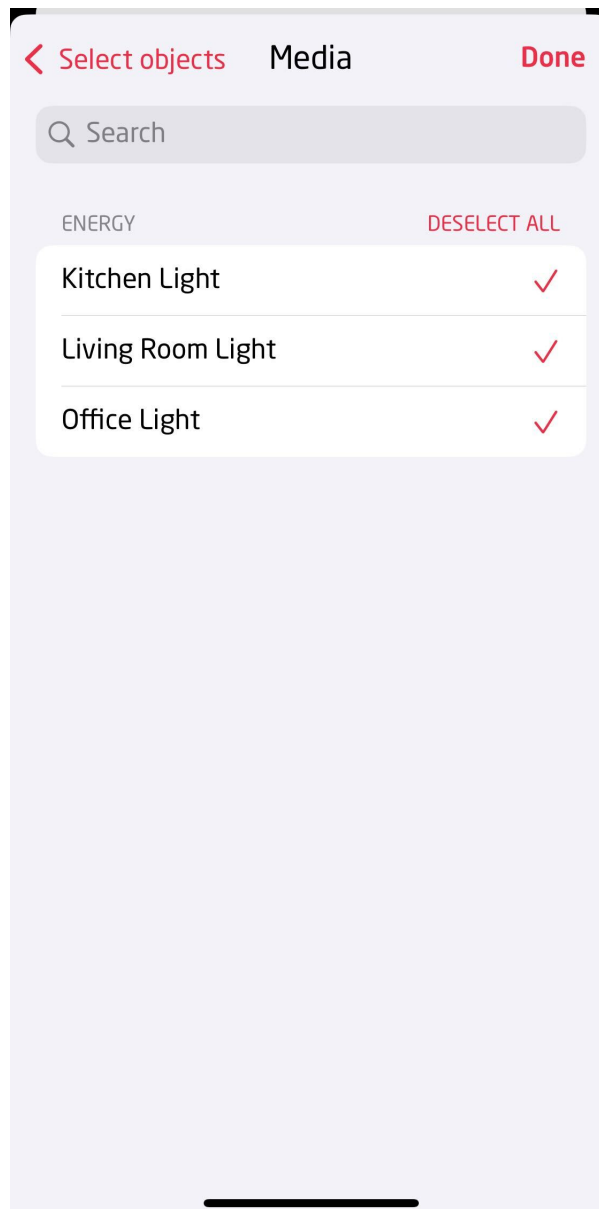 Select objects Media Done
Search
ENERGY DESELECT ALL
Kitchen Light
Living Room Light
Office Light